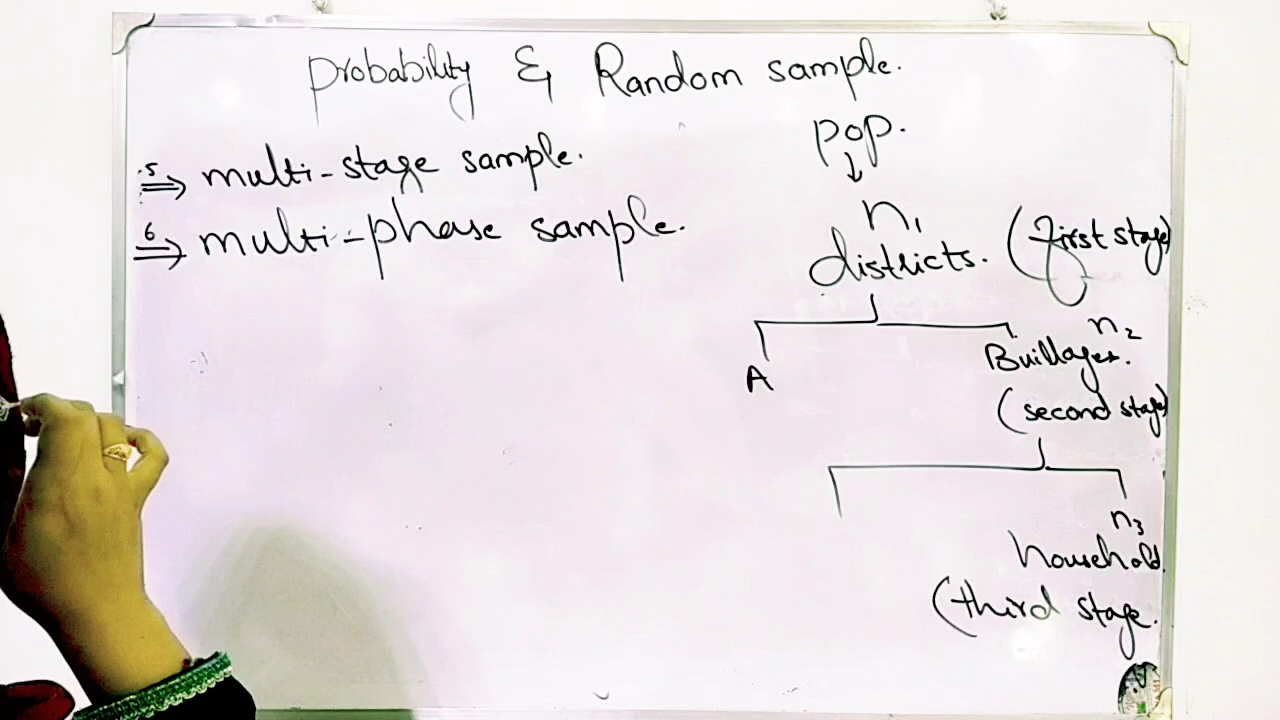 Probability & Random sample.
5 ⇒ multi-stage sample.
6 ⇒ multi-phase sample.
pop.
↓
n₁
districts. (first stage)
A
n₂
B villages.
(second stage)
n₃
household.
(third stage.